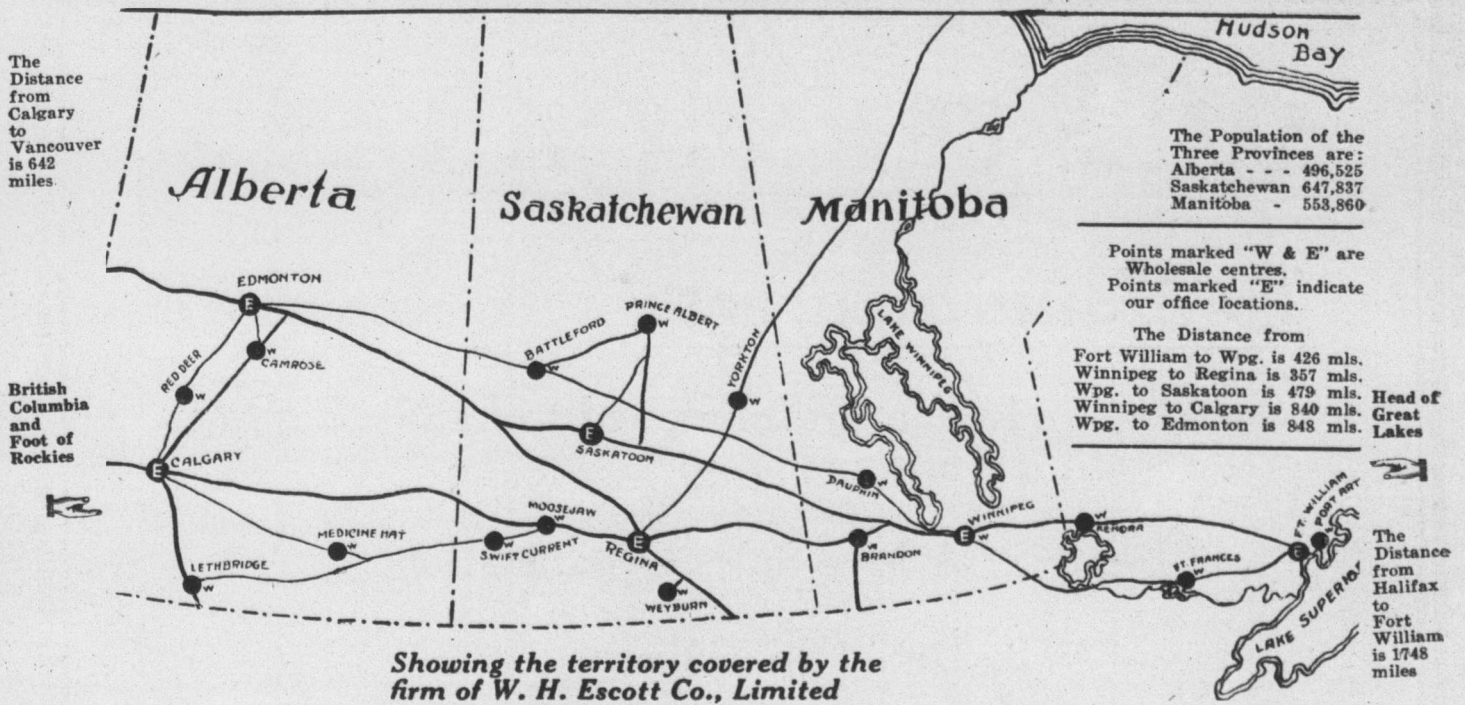 The
Distance
from
Calgary
to
Vancouver
is 642
miles
Hudson
Bay
The Population of the
Three Provinces are:
Alberta - - - 496,525
Saskatchewan 647,837
Manitoba - 553,860
Alberta
Saskatchewan
Manitoba
Points marked "W & E" are
Wholesale centres.
Points marked "E" indicate
our office locations.
The Distance from
Fort William to Wpg. is 426 mls.
Winnipeg to Regina is 357 mls.
Wpg. to Saskatoon is 479 mls.
Winnipeg to Calgary is 840 mls.
Wpg. to Edmonton is 848 mls.
British
Columbia
and
Foot of
Rockies
Head of
Great
Lakes
EDMONTON
E
RED DEER
W
CAMROSE
W
BATTLEFORD
W
PRINCE ALBERT
W
YORKTON
W
LAKE WINNIPEG
CALGARY
E
SASKATOON
E
DAUPHIN
W
MEDICINE HAT
W
LETHBRIDGE
W
SWIFT CURRENT
W
MOOSEJAW
W
REGINA
E
WEYBURN
W
BRANDON
W
WINNIPEG
E
W
KENORA
W
FT. FRANCES
W
FT. WILLIAM
E
PORT ART
W
LAKE SUPERIOR
The
Distance
from
Halifax
to
Fort
William
is 1748
miles
Showing the territory covered by the
firm of W. H. Escott Co., Limited